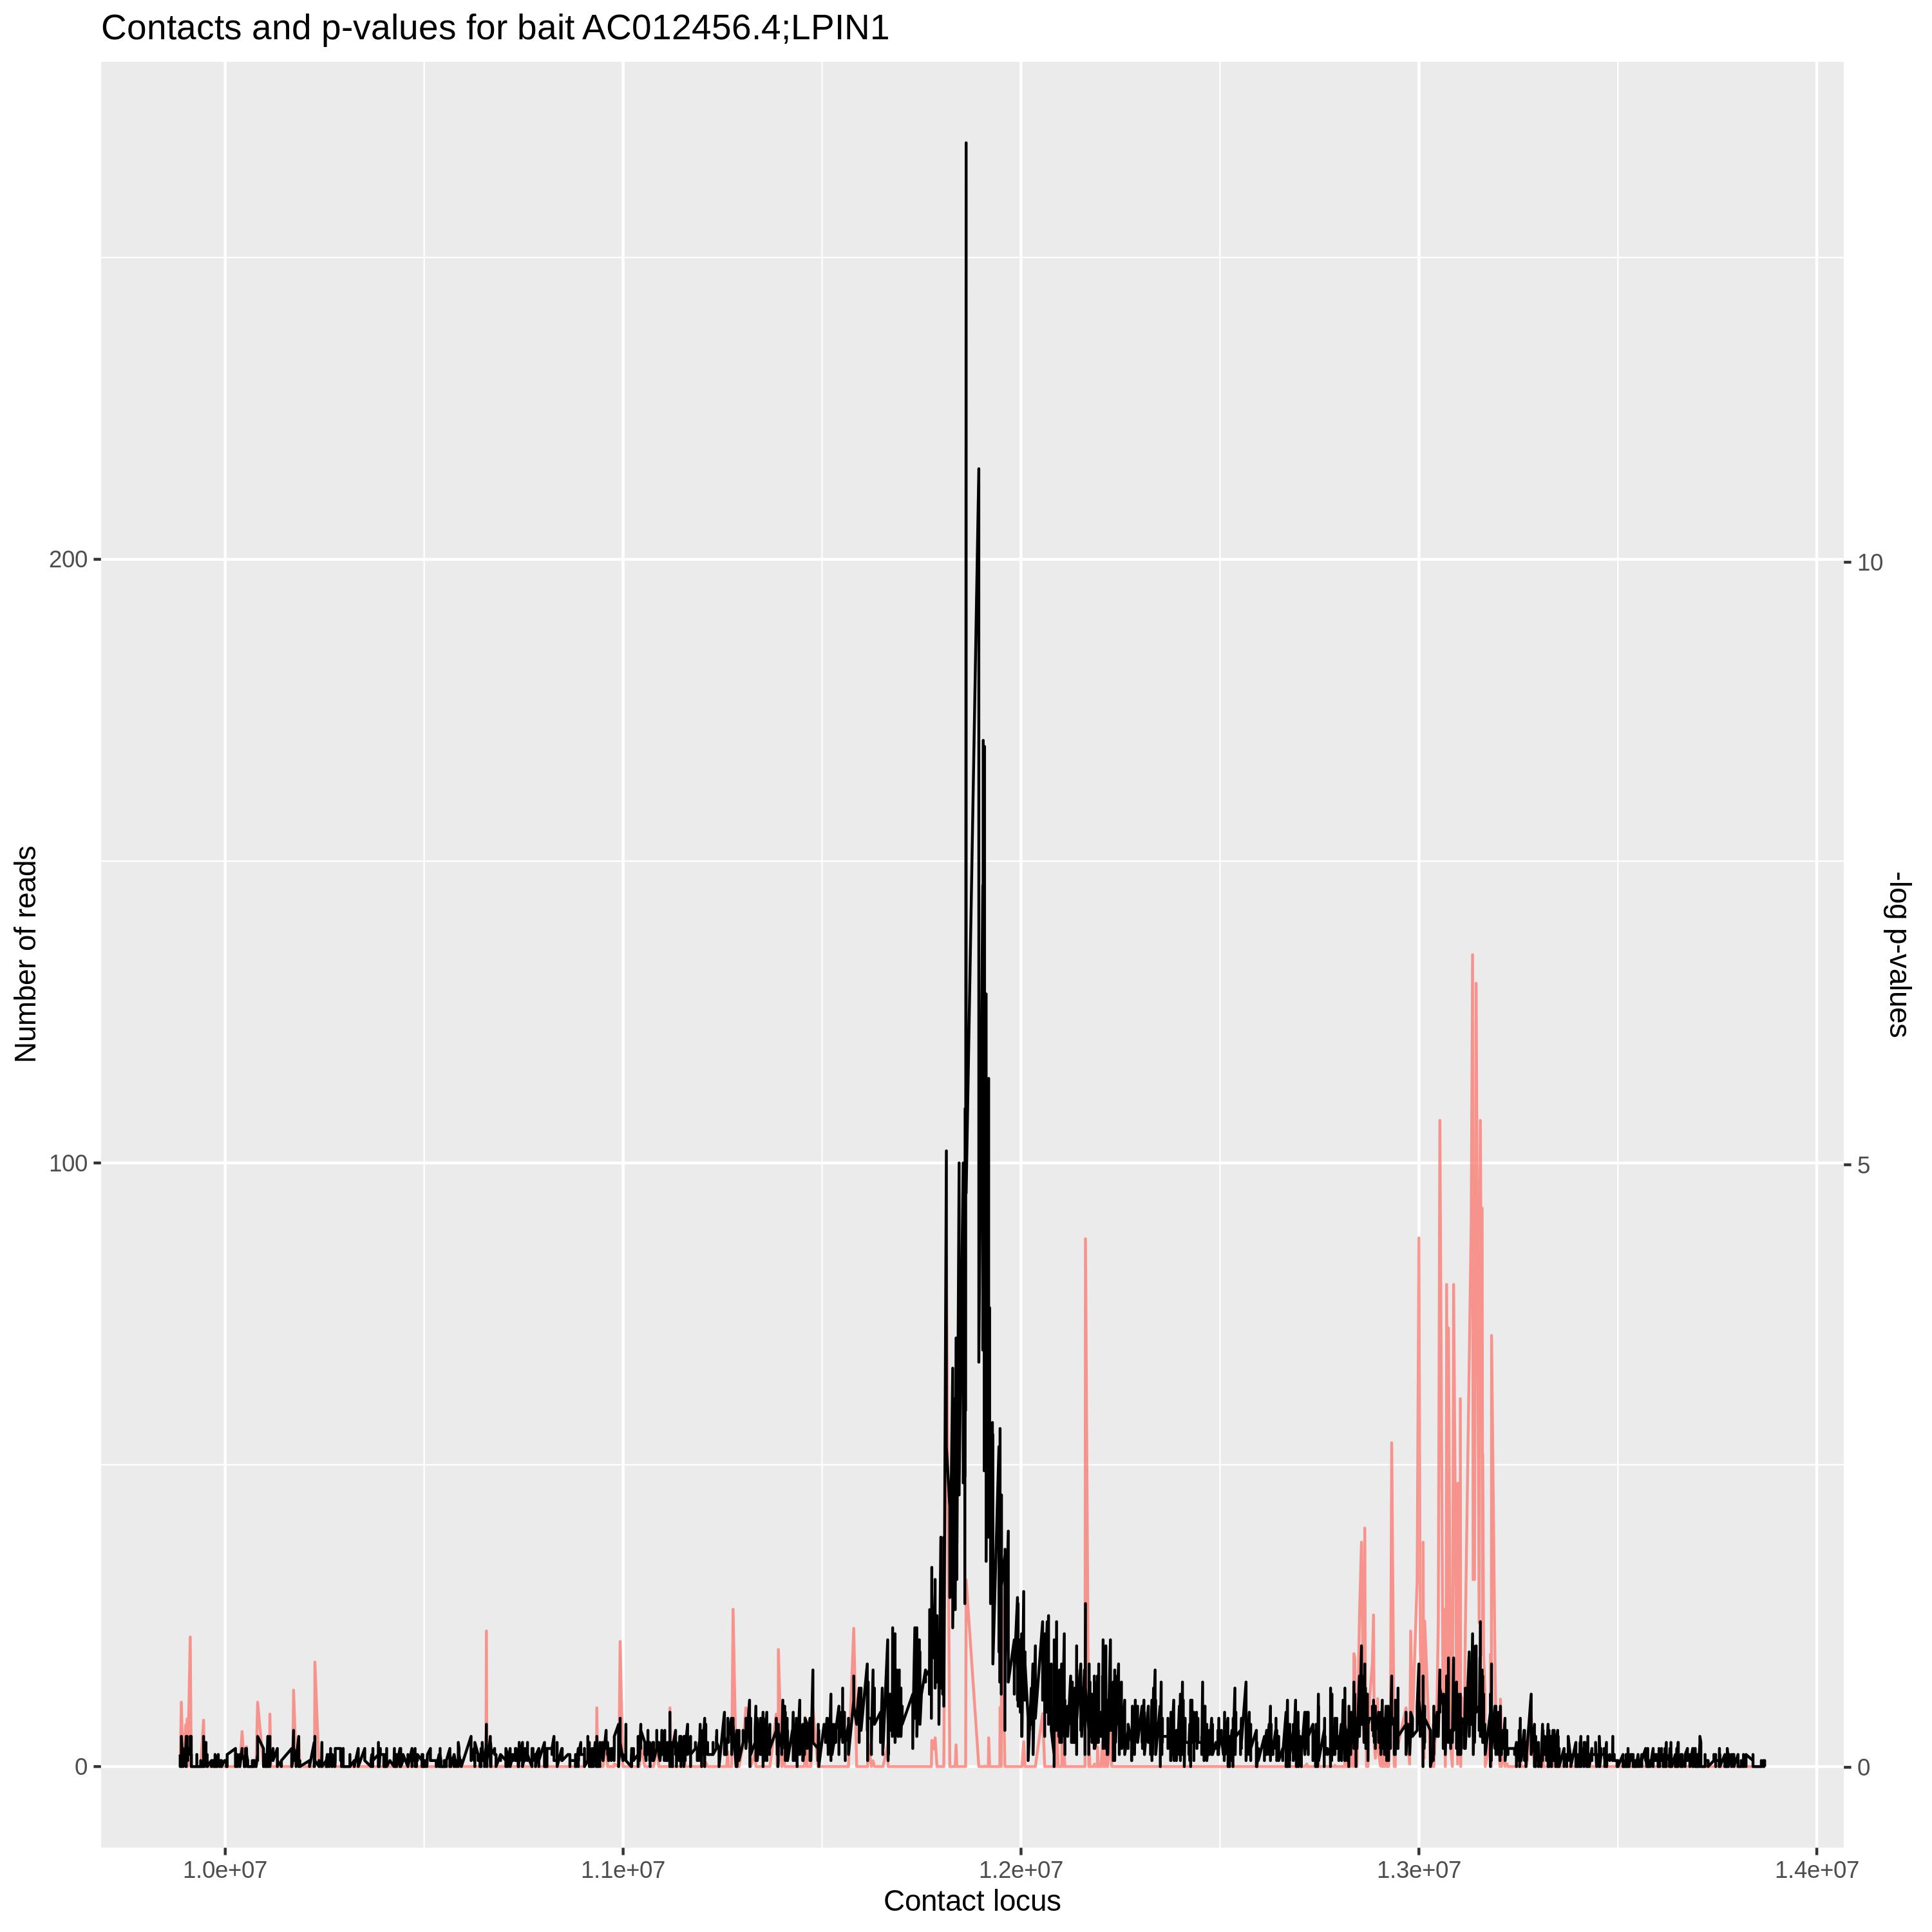 Contacts and p-values for bait AC012456.4;LPIN1
Number of reads
200
100
0
10
5
0
-log p-values
1.0e+07
1.1e+07
1.2e+07
1.3e+07
1.4e+07
Contact locus